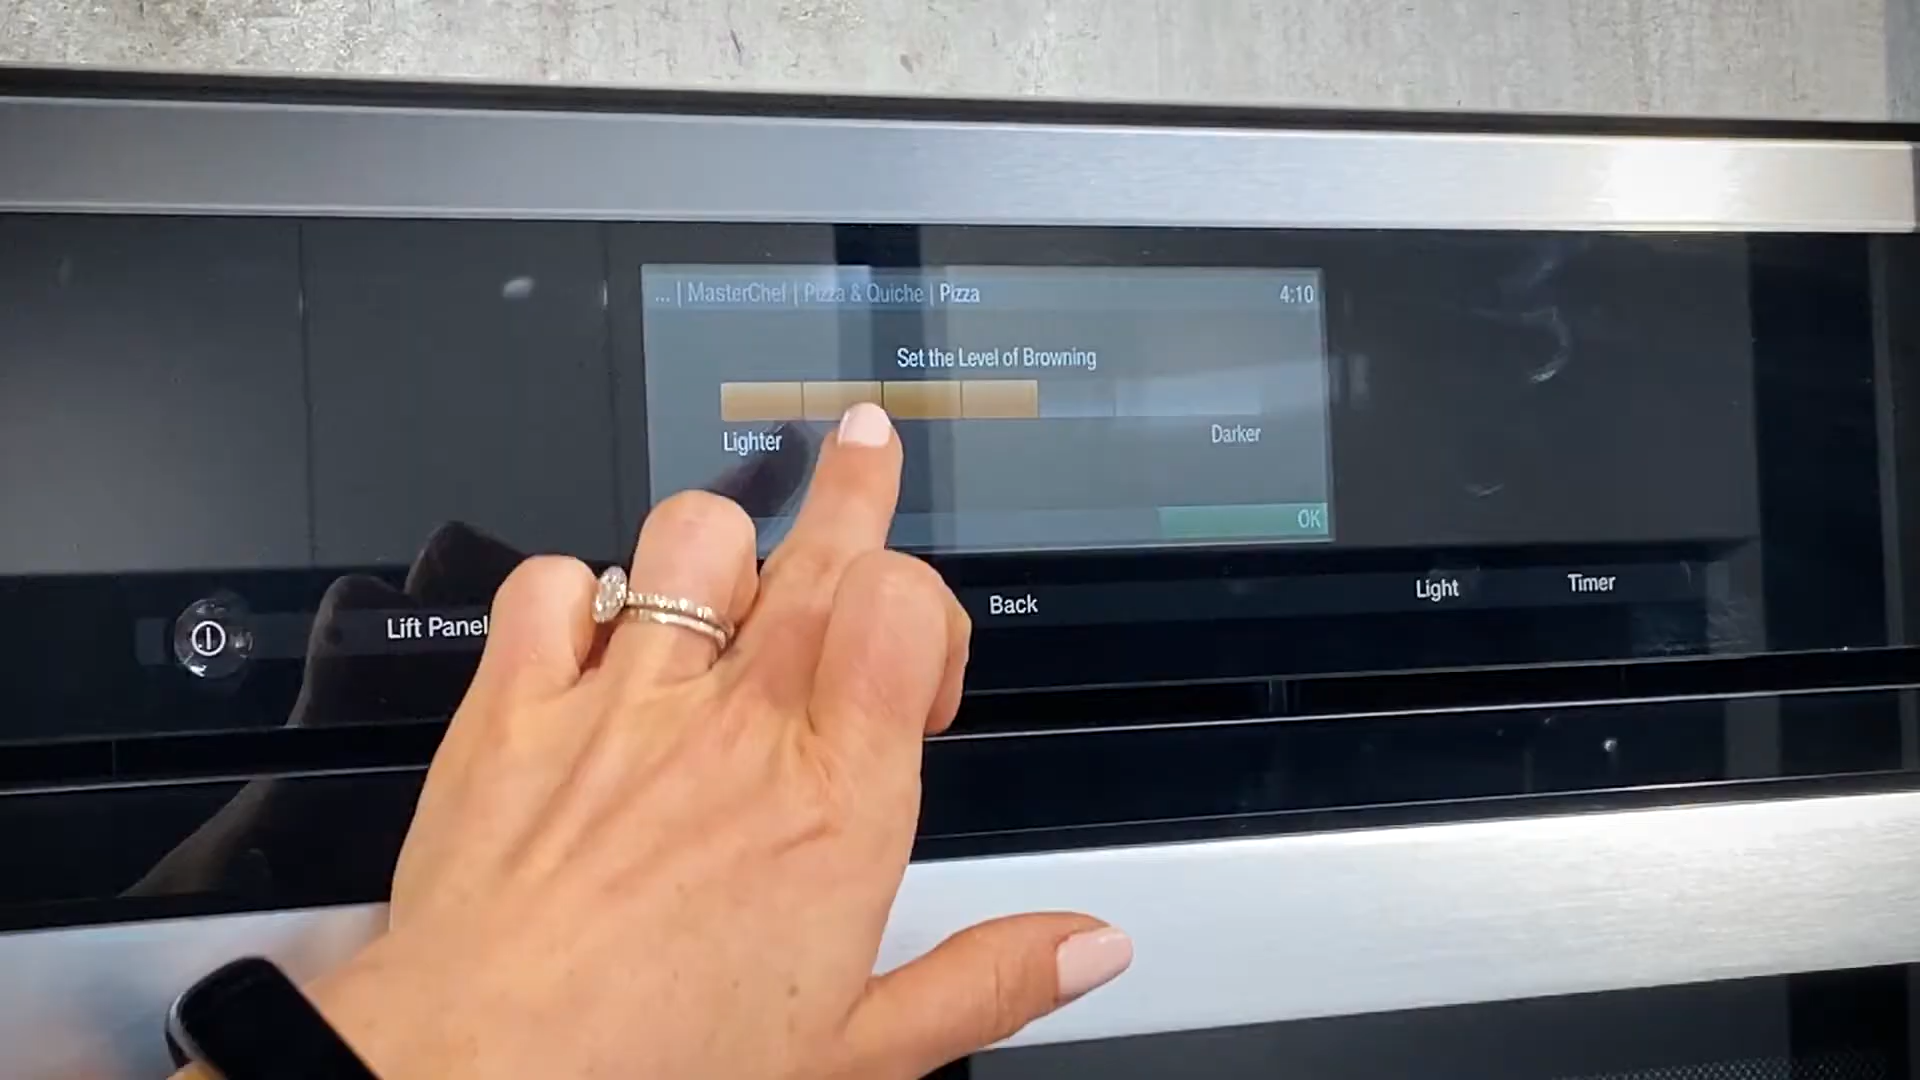 ... | MasterChef | Pizza & Quiche | Pizza 4:10
Set the Level of Browning
Lighter Darker
OK
Lift Panel Back Light Timer